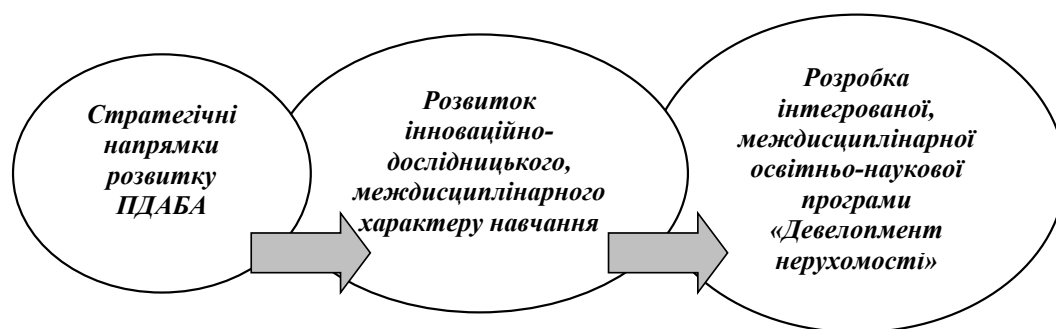 Стратегічні
напрямки
розвитку
ПДАБА
Розвиток
інноваційно-
дослідницького,
междисциплінарного
характеру навчання
Розробка
інтегрованої,
междисциплінарної
освітньо-наукової
програми
«Девелопмент
нерухомості»